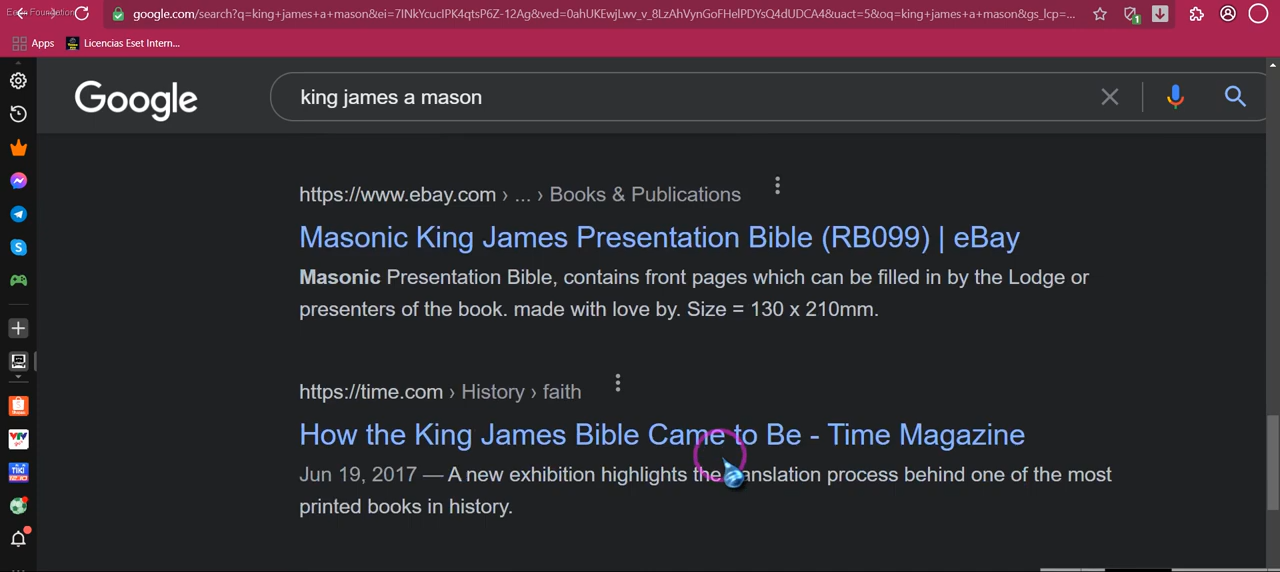 google.com/search?q=king+james+a+mason&ei=7INkYcucIPK4qtsP6Z-12Ag&ved=0ahUKEwjLwv_v_8LzAhVynGoFHelPDYsQ4dUDCA4&uact=5&oq=king+james+a+mason&gs_lcp=...
Apps Licencias Eset Intern...
Google king james a mason
https://www.ebay.com › ... › Books & Publications
Masonic King James Presentation Bible (RB099) | eBay
Masonic Presentation Bible, contains front pages which can be filled in by the Lodge or
presenters of the book. made with love by. Size = 130 x 210mm.
https://time.com › History › faith
How the King James Bible Came to Be - Time Magazine
Jun 19, 2017 — A new exhibition highlights the translation process behind one of the most
printed books in history.